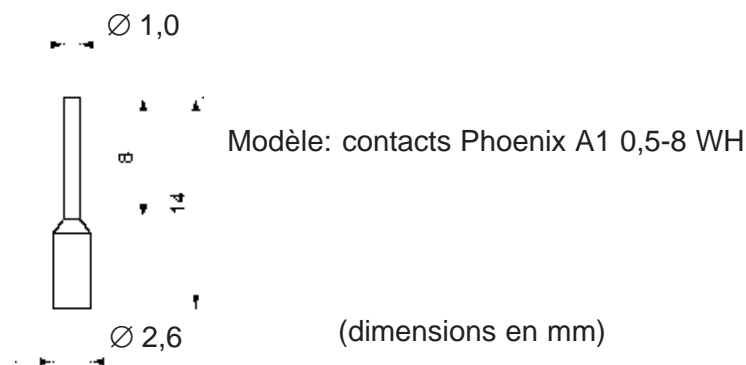 ∅ 1,0
Modèle: contacts Phoenix A1 0,5-8 WH
8
14
∅ 2,6
(dimensions en mm)